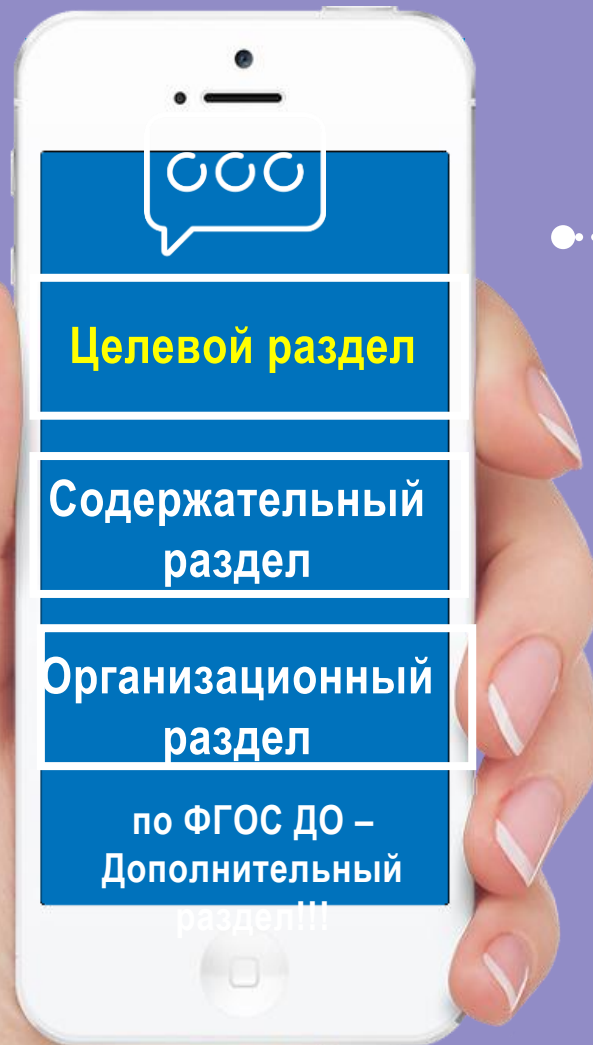 Целевой раздел
Содержательный
раздел
Организационный
раздел
по ФГОС ДО –
Дополнительный
раздел!!!